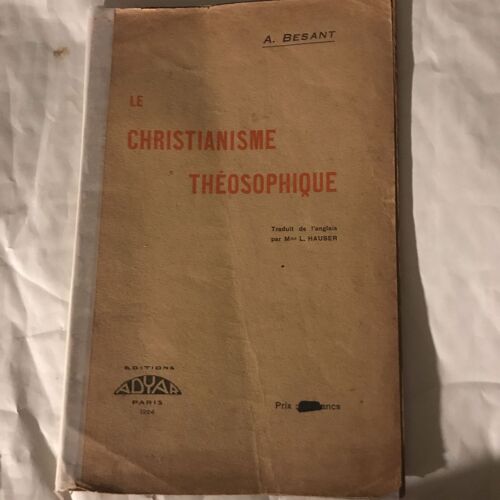 A. BESANT
LE
CHRISTIANISME
THÉOSOPHIQUE
Traduit de l'anglais
par Mme L. HAUSER
EDITIONS
ADYAR
PARIS
1924
Prix :